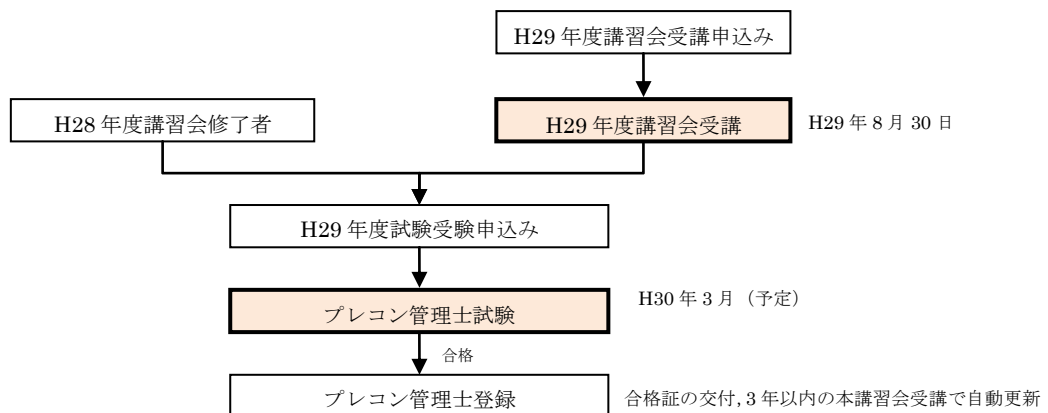 H29 年度講習会受講申込み
H28 年度講習会修了者
H29 年度講習会受講
H29 年 8 月 30 日
H29 年度試験受験申込み
プレコン管理士試験
H30 年 3 月（予定）
合格
プレコン管理士登録
合格証の交付, 3 年以内の本講習会受講で自動更新